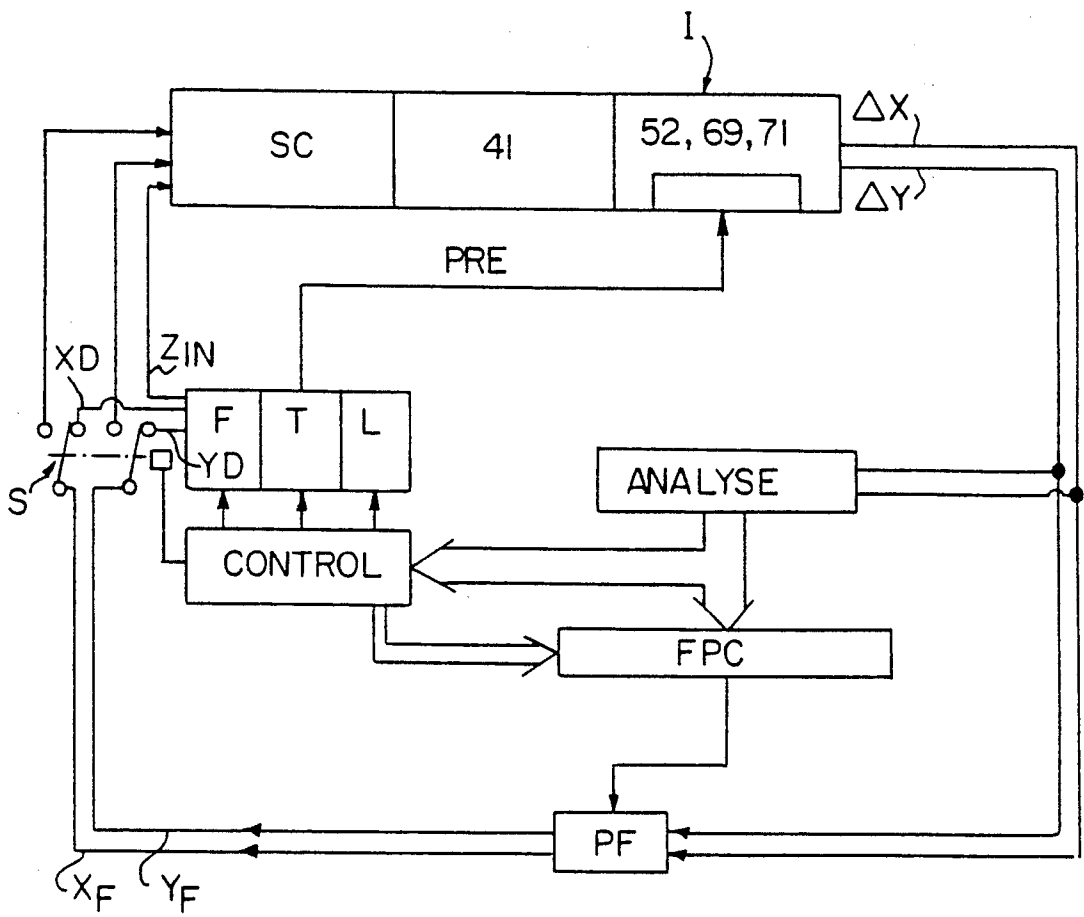 I
SC
41
52, 69, 71
ΔX
ΔY
PRE
ZIN
XD
F
T
L
YD
S
ANALYSE
CONTROL
FPC
PF
XF
YF